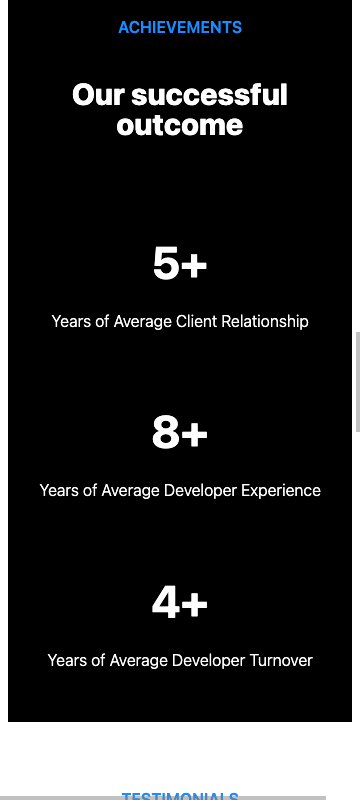 ACHIEVEMENTS
Our successful
outcome
5+
Years of Average Client Relationship
8+
Years of Average Developer Experience
4+
Years of Average Developer Turnover
TESTIMONIALS